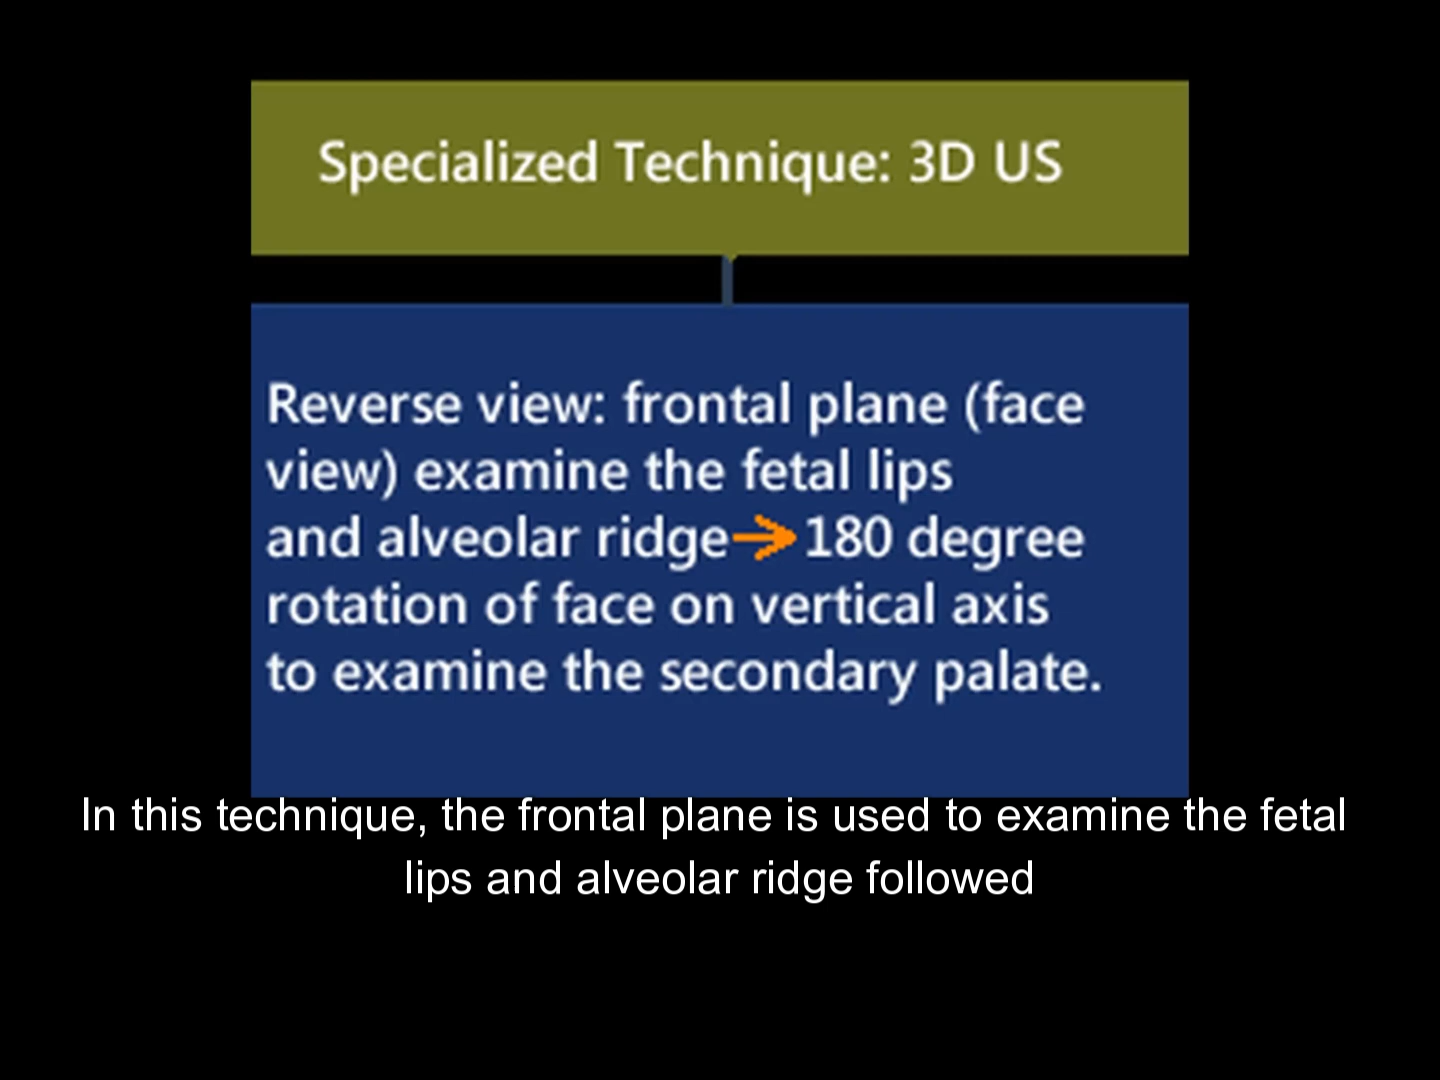 Specialized Technique: 3D US
Reverse view: frontal plane (face
view) examine the fetal lips
and alveolar ridge→180 degree
rotation of face on vertical axis
to examine the secondary palate.
In this technique, the frontal plane is used to examine the fetal
lips and alveolar ridge followed